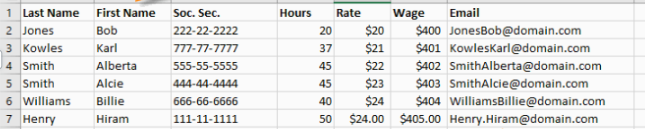 1 Last Name First Name Soc. Sec. Hours Rate Wage Email
2 Jones Bob 222-22-2222 20 $20 $400 JonesBob@domain.com
3 Kowles Karl 777-77-7777 37 $21 $401 KowlesKarl@domain.com
4 Smith Alberta 555-55-5555 45 $22 $402 SmithAlberta@domain.com
5 Smith Alcie 444-44-4444 45 $23 $403 SmithAlcie@domain.com
6 Williams Billie 666-66-6666 40 $24 $404 WilliamsBillie@domain.com
7 Henry Hiram 111-11-1111 50 $24.00 $405.00 Henry.Hiram@domain.com